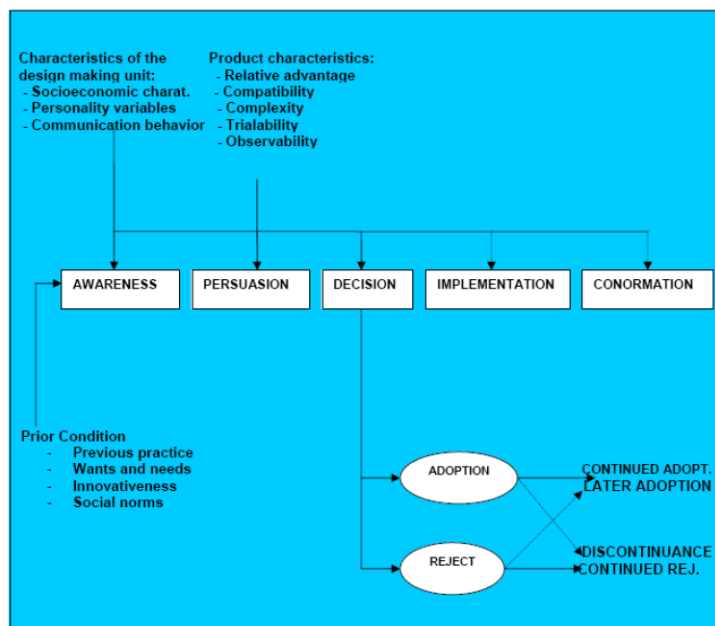 Characteristics of the
design making unit:
- Socioeconomic charat.
- Personality variables
- Communication behavior
Product characteristics:
- Relative advantage
- Compatibility
- Complexity
- Trialability
- Observability
AWARENESS
PERSUASION
DECISION
IMPLEMENTATION
CONORMATION
Prior Condition
- Previous practice
- Wants and needs
- Innovativeness
- Social norms
ADOPTION
CONTINUED ADOPT.
LATER ADOPTION
REJECT
DISCONTINUANCE
CONTINUED REJ.